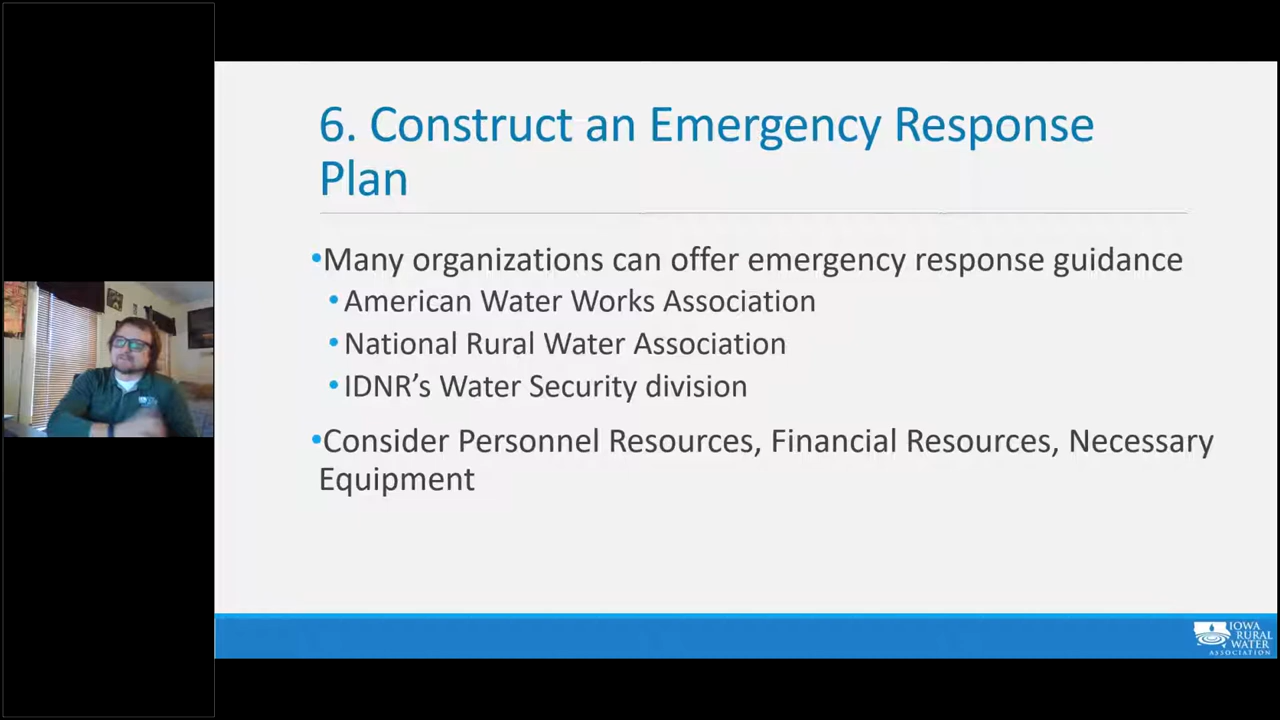 6. Construct an Emergency Response
Plan
•Many organizations can offer emergency response guidance
•American Water Works Association
•National Rural Water Association
•IDNR’s Water Security division
•Consider Personnel Resources, Financial Resources, Necessary
Equipment
IOWA
RURAL
WATER
ASSOCIATION